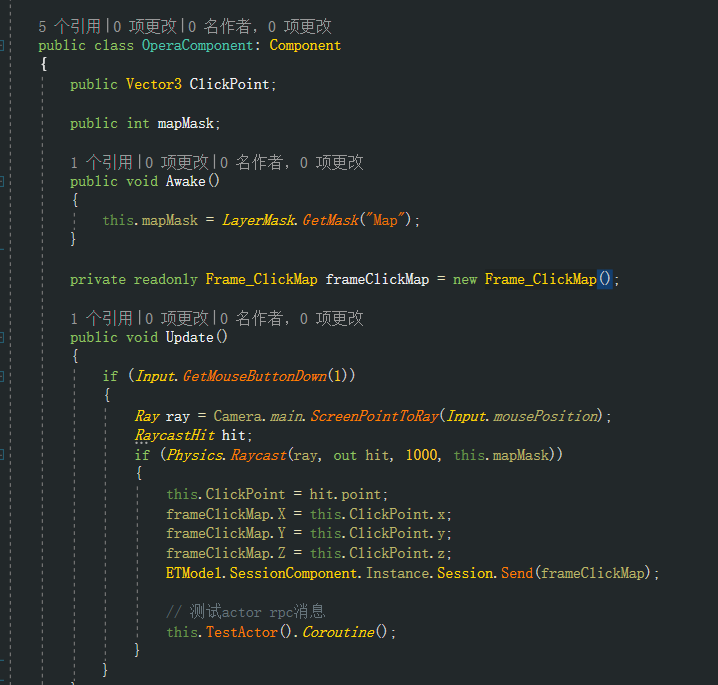 5 个引用|0 项更改|0 名作者，0 项更改
public class OperaComponent: Component
{
public Vector3 ClickPoint;
public int mapMask;
1 个引用|0 项更改|0 名作者，0 项更改
public void Awake()
{
this.mapMask = LayerMask.GetMask("Map");
}
private readonly Frame_ClickMap frameClickMap = new Frame_ClickMap();
1 个引用|0 项更改|0 名作者，0 项更改
public void Update()
{
if (Input.GetMouseButtonDown(1))
{
Ray ray = Camera.main.ScreenPointToRay(Input.mousePosition);
RaycastHit hit;
if (Physics.Raycast(ray, out hit, 1000, this.mapMask))
{
this.ClickPoint = hit.point;
frameClickMap.X = this.ClickPoint.x;
frameClickMap.Y = this.ClickPoint.y;
frameClickMap.Z = this.ClickPoint.z;
ETModel.SessionComponent.Instance.Session.Send(frameClickMap);
// 测试actor rpc消息
this.TestActor().Coroutine();
}
}